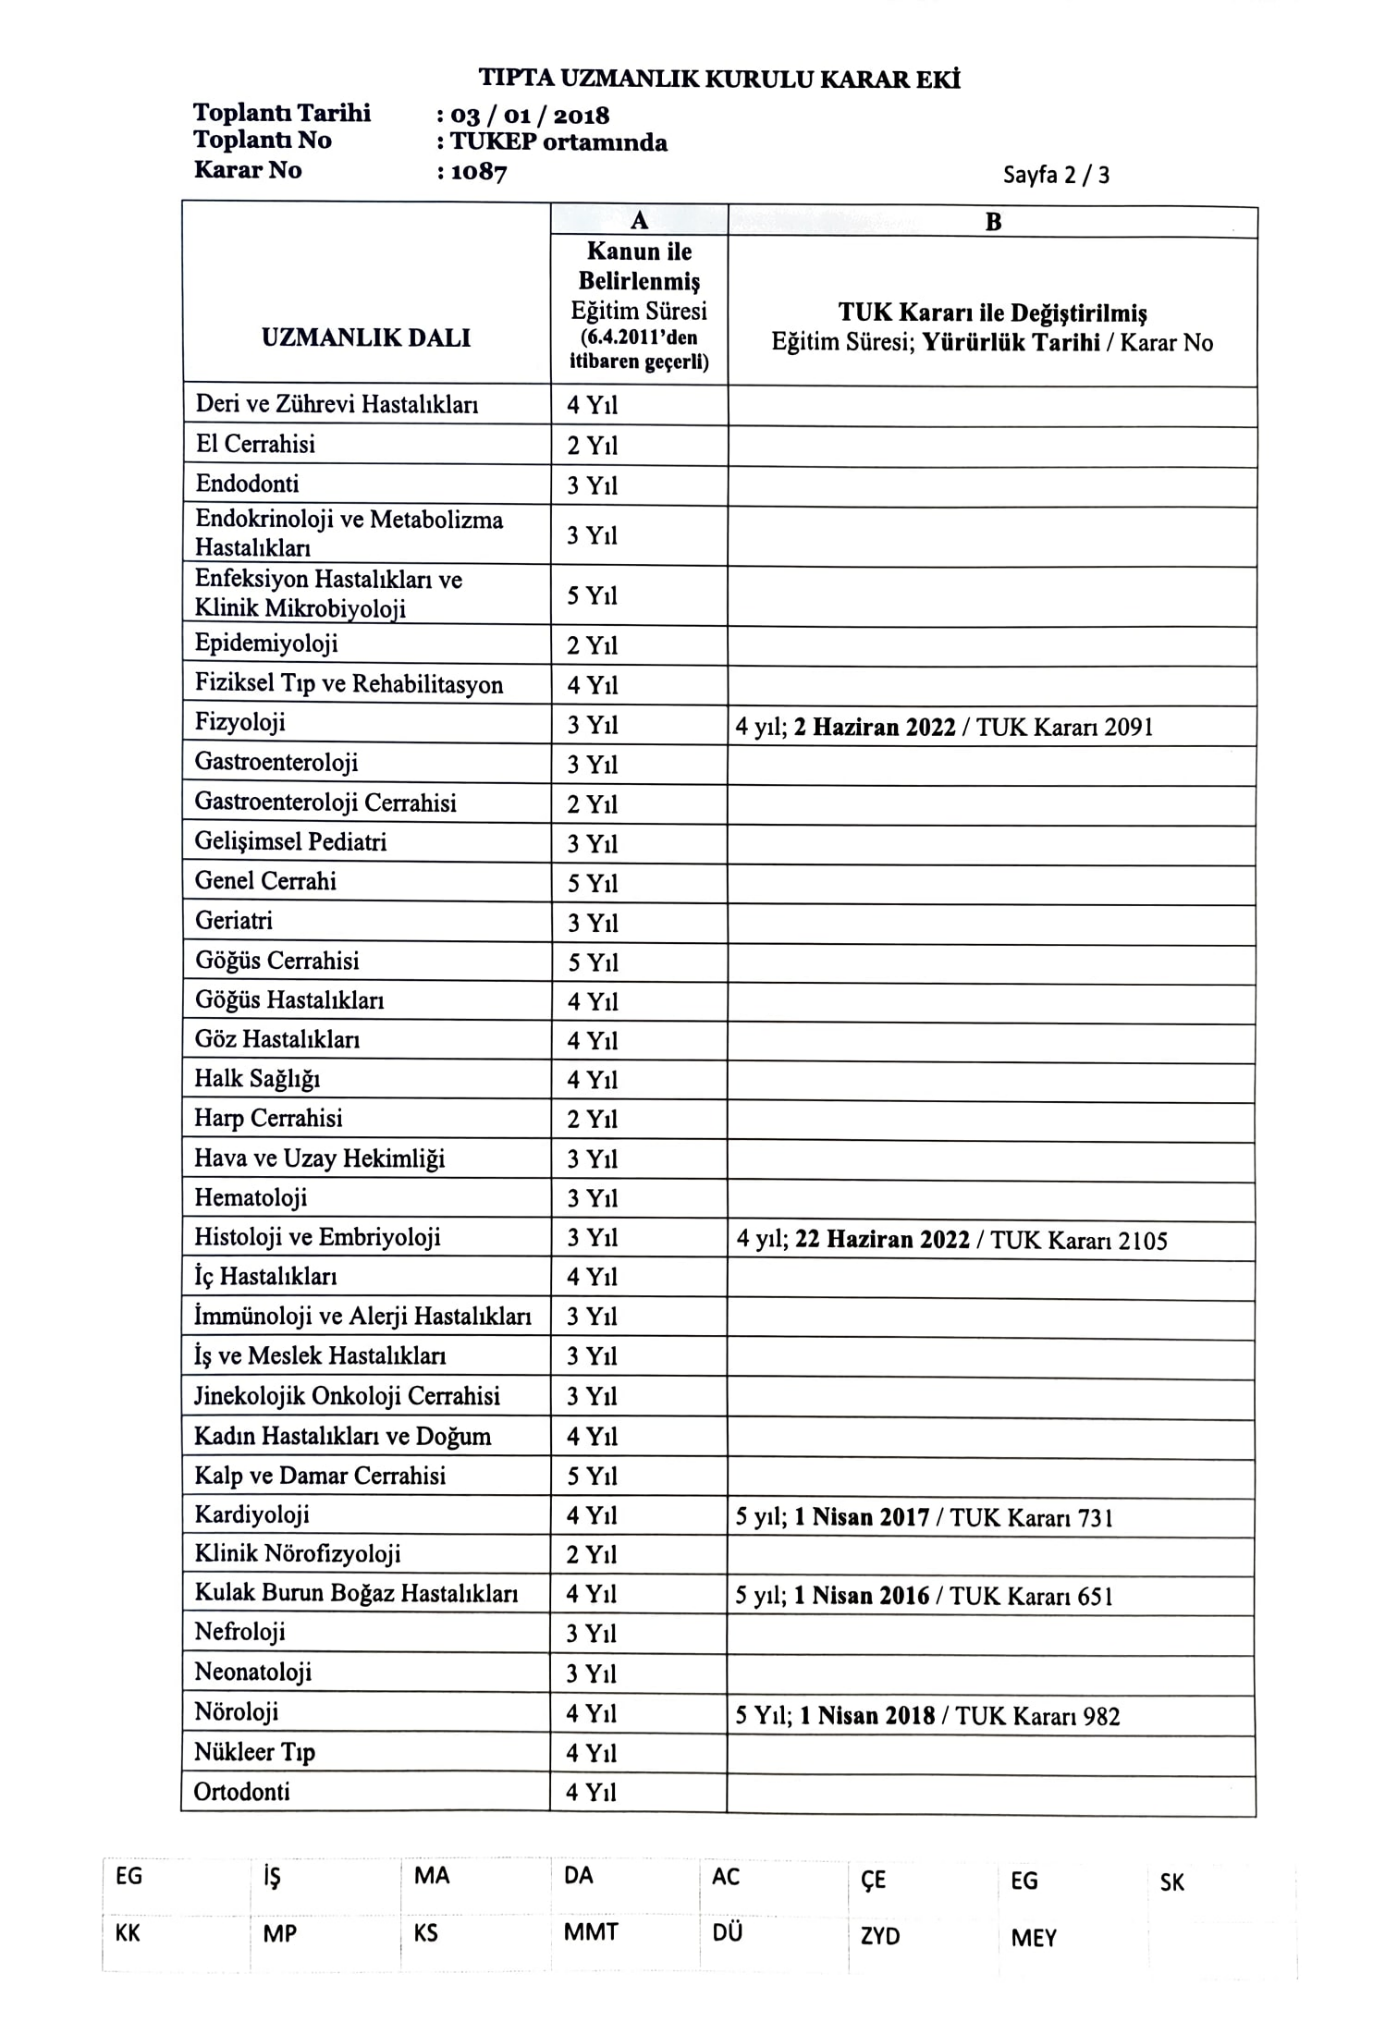 TIPTA UZMANLIK KURULU KARAR EKİ
Toplantı Tarihi : 03 / 01 / 2018
Toplantı No : TUKEP ortamında
Karar No : 1087
Sayfa 2 / 3
A B
UZMANLIK DALI
Kanun ile
Belirlenmiş
Eğitim Süresi
(6.4.2011’den
itibaren geçerli)
TUK Kararı ile Değiştirilmiş
Eğitim Süresi; Yürürlük Tarihi / Karar No
Deri ve Zührevi Hastalıkları 4 Yıl
El Cerrahisi 2 Yıl
Endodonti 3 Yıl
Endokrinoloji ve Metabolizma
Hastalıkları 3 Yıl
Enfeksiyon Hastalıkları ve
Klinik Mikrobiyoloji 5 Yıl
Epidemiyoloji 2 Yıl
Fiziksel Tıp ve Rehabilitasyon 4 Yıl
Fizyoloji 3 Yıl 4 yıl; 2 Haziran 2022 / TUK Kararı 2091
Gastroenteroloji 3 Yıl
Gastroenteroloji Cerrahisi 2 Yıl
Gelişimsel Pediatri 3 Yıl
Genel Cerrahi 5 Yıl
Geriatri 3 Yıl
Göğüs Cerrahisi 5 Yıl
Göğüs Hastalıkları 4 Yıl
Göz Hastalıkları 4 Yıl
Halk Sağlığı 4 Yıl
Harp Cerrahisi 2 Yıl
Hava ve Uzay Hekimliği 3 Yıl
Hematoloji 3 Yıl
Histoloji ve Embriyoloji 3 Yıl 4 yıl; 22 Haziran 2022 / TUK Kararı 2105
İç Hastalıkları 4 Yıl
İmmünoloji ve Alerji Hastalıkları 3 Yıl
İş ve Meslek Hastalıkları 3 Yıl
Jinekolojik Onkoloji Cerrahisi 3 Yıl
Kadın Hastalıkları ve Doğum 4 Yıl
Kalp ve Damar Cerrahisi 5 Yıl
Kardiyoloji 4 Yıl 5 yıl; 1 Nisan 2017 / TUK Kararı 731
Klinik Nörofizyoloji 2 Yıl
Kulak Burun Boğaz Hastalıkları 4 Yıl 5 yıl; 1 Nisan 2016 / TUK Kararı 651
Nefroloji 3 Yıl
Neonatoloji 3 Yıl
Nöroloji 4 Yıl 5 Yıl; 1 Nisan 2018 / TUK Kararı 982
Nükleer Tıp 4 Yıl
Ortodonti 4 Yıl
EG İŞ MA DA AC ÇE EG SK
KK MP KS MMT DÜ ZYD MEY